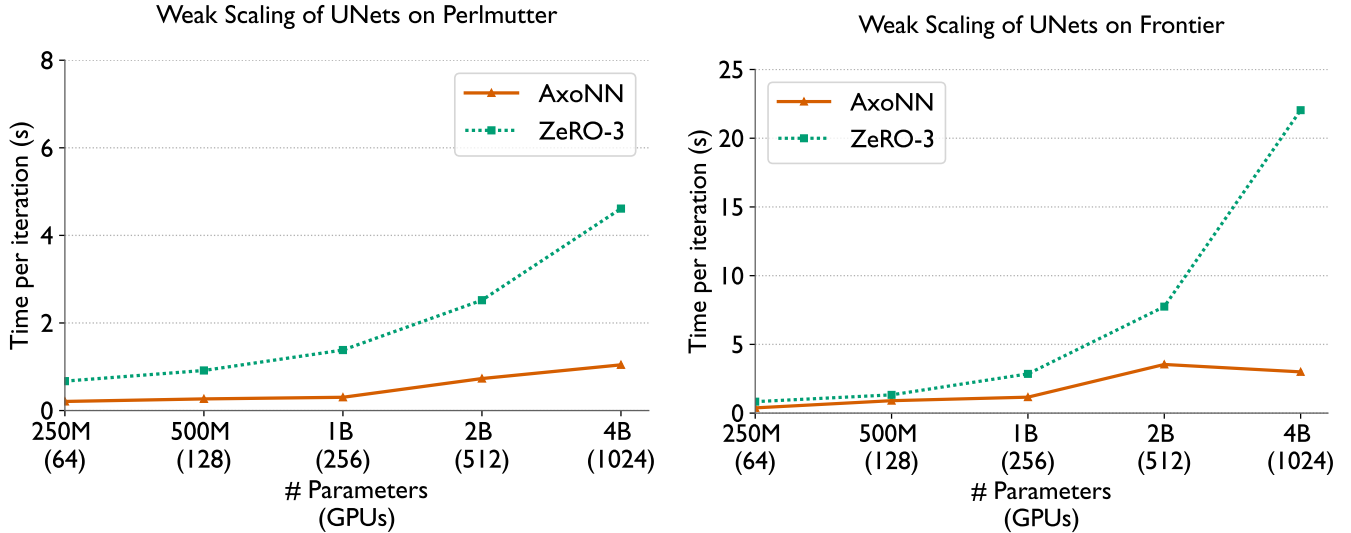 Weak Scaling of UNets on Perlmutter
8
6
4
2
0
Time per iteration (s)
AxoNN
ZeRO-3
250M 500M 1B 2B 4B
(64) (128) (256) (512) (1024)
# Parameters
(GPUs)
Weak Scaling of UNets on Frontier
25
20
15
10
5
0
Time per iteration (s)
AxoNN
ZeRO-3
250M 500M 1B 2B 4B
(64) (128) (256) (512) (1024)
# Parameters
(GPUs)